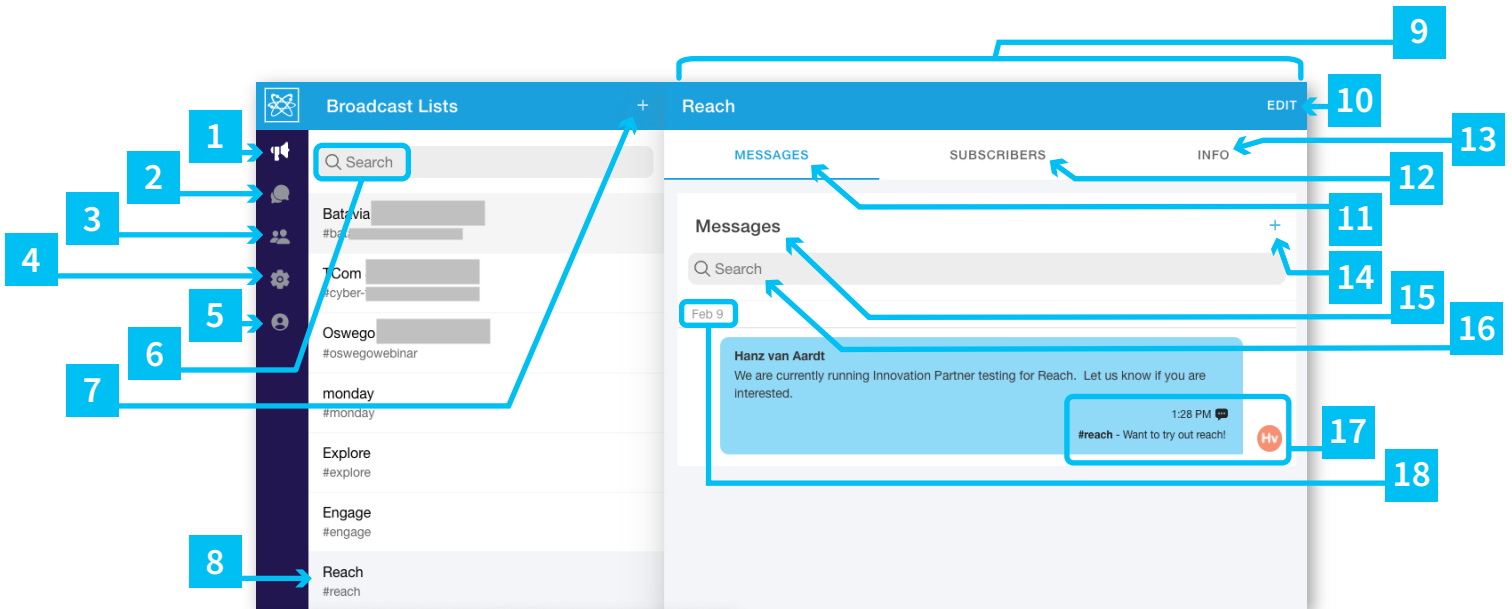 9
Broadcast Lists
+
Reach
EDIT
10
1
Search
MESSAGES
SUBSCRIBERS
INFO
13
2
12
3
Batavia
#bata
Messages
+
11
4
TCom
#cyber-
Search
14
5
Oswego
#oswegowebinar
Feb 9
15
6
16
7
monday
#monday
Hanz van Aardt
We are currently running Innovation Partner testing for Reach. Let us know if you are
interested.
1:28 PM
#reach - Want to try out reach!
Hv
17
Explore
#explore
18
Engage
#engage
8
Reach
#reach